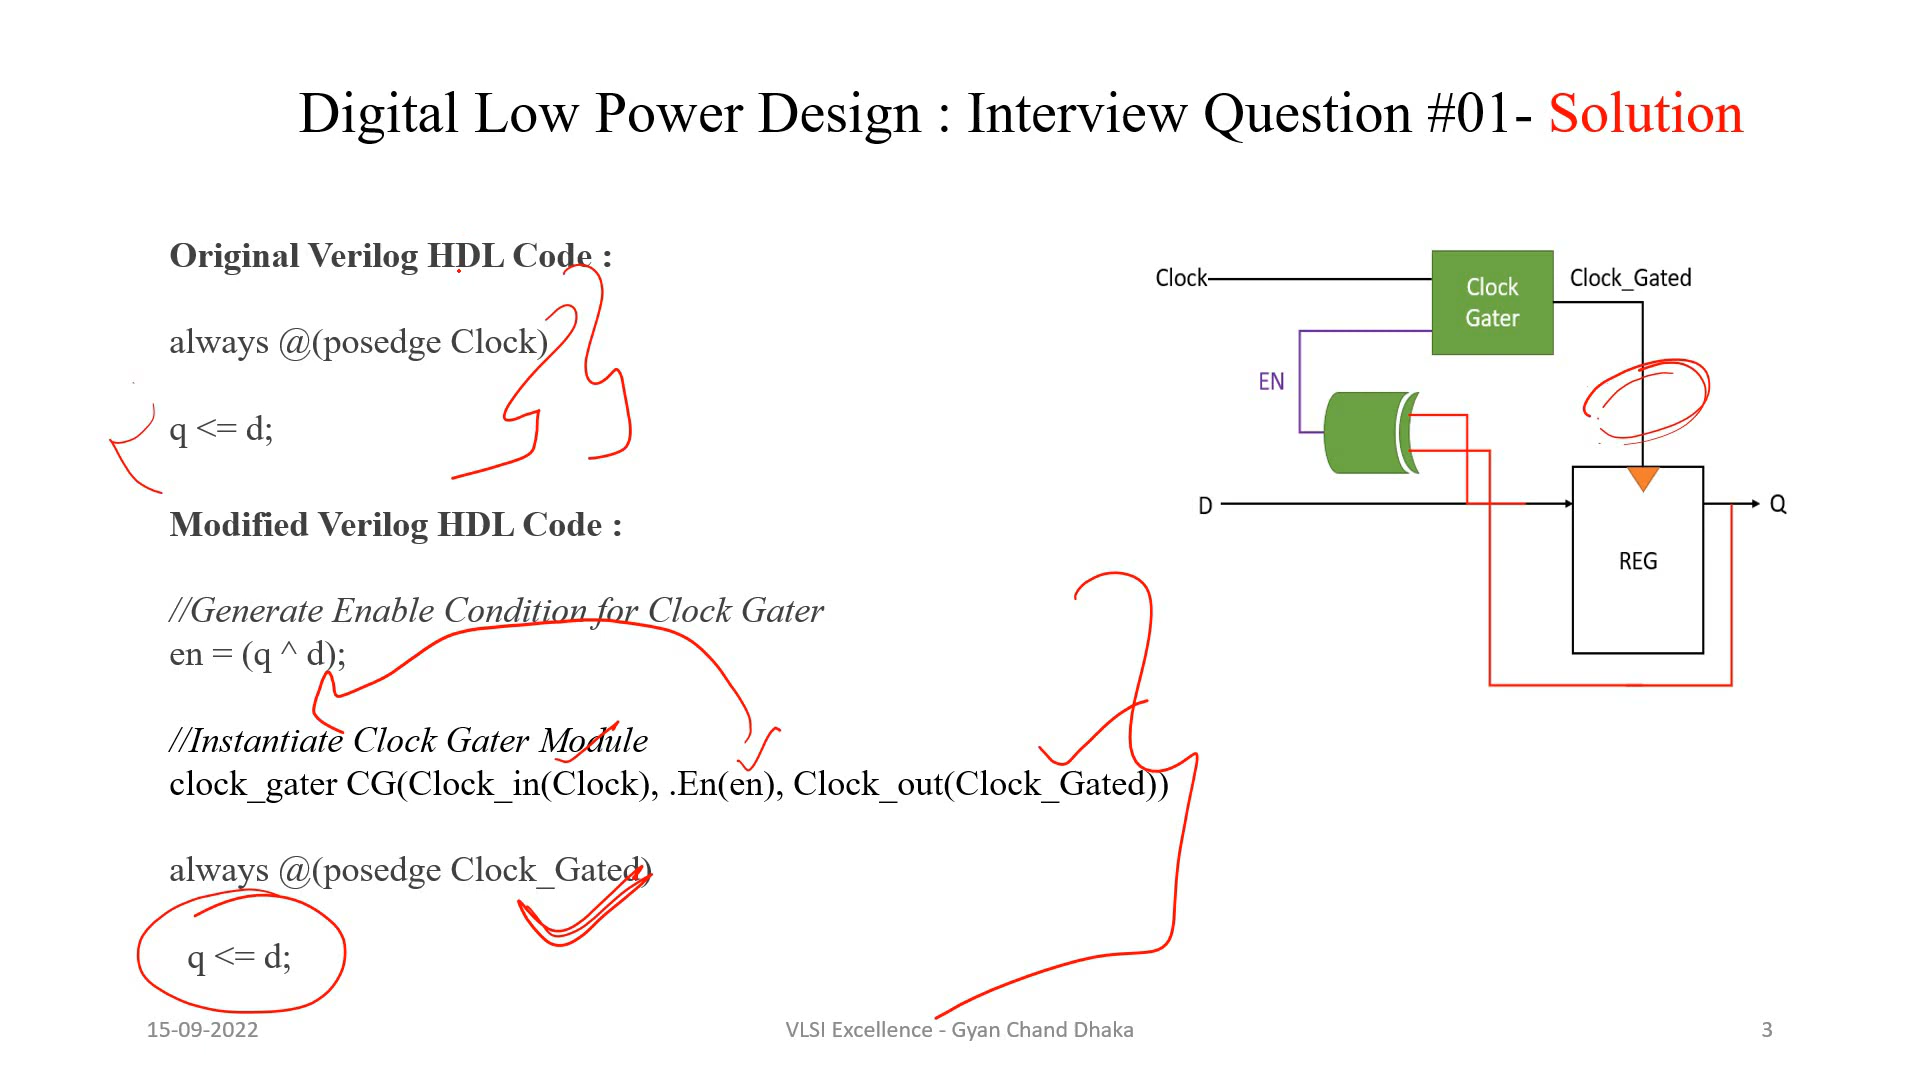 Digital Low Power Design : Interview Question #01- Solution
Original Verilog HDL Code :
always @(posedge Clock)
q <= d;
Modified Verilog HDL Code :
//Generate Enable Condition for Clock Gater
en = (q ^ d);
//Instantiate Clock Gater Module
clock_gater CG(Clock_in(Clock), .En(en), Clock_out(Clock_Gated))
always @(posedge Clock_Gated)
q <= d;
Clock
Clock
Gater
Clock_Gated
EN
D
Q
REG
15-09-2022
VLSI Excellence - Gyan Chand Dhaka
3